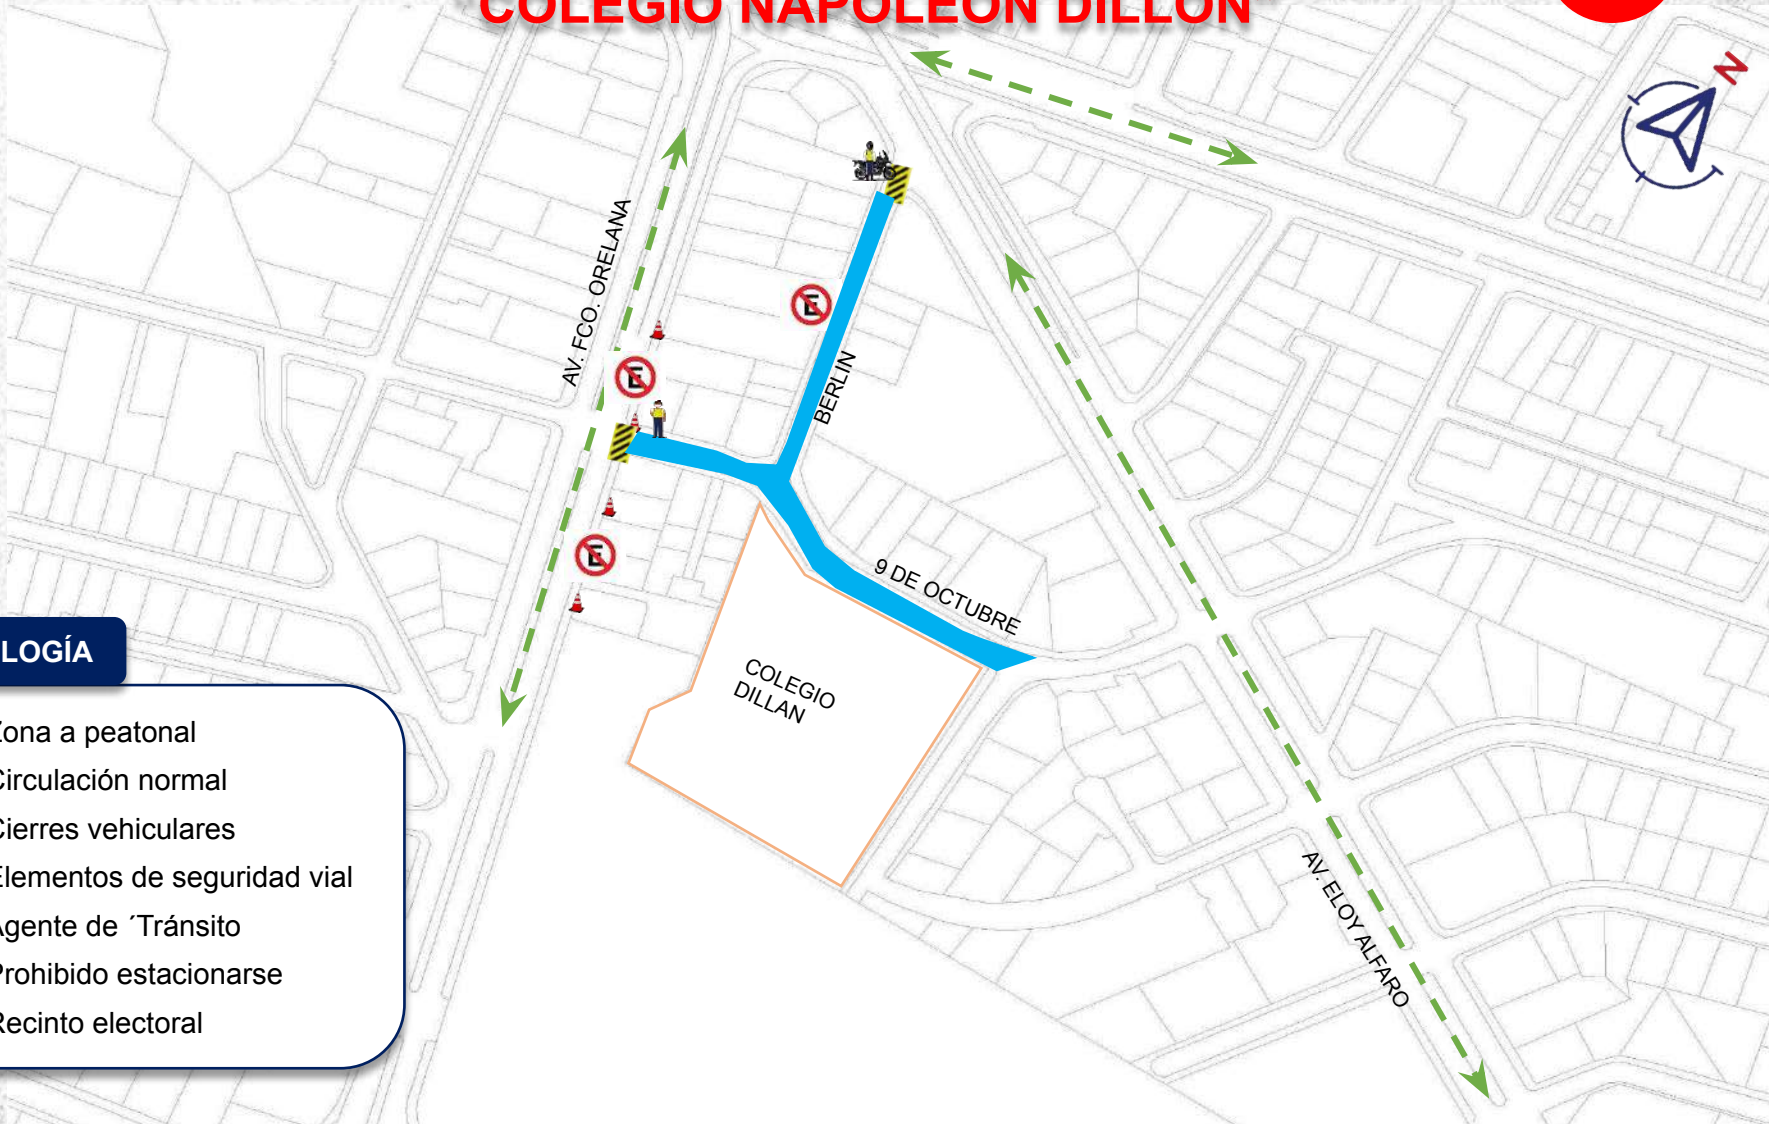 COLEGIO NAPOLEON DILLON
N
AV. FCO. ORELANA
E
E
E
BERLIN
9 DE OCTUBRE
COLEGIO
DILLAN
AV. ELOY ALFARO
LOGÍA
Zona a peatonal
Circulación normal
Cierres vehiculares
Elementos de seguridad vial
Agente de ´Tránsito
Prohibido estacionarse
Recinto electoral